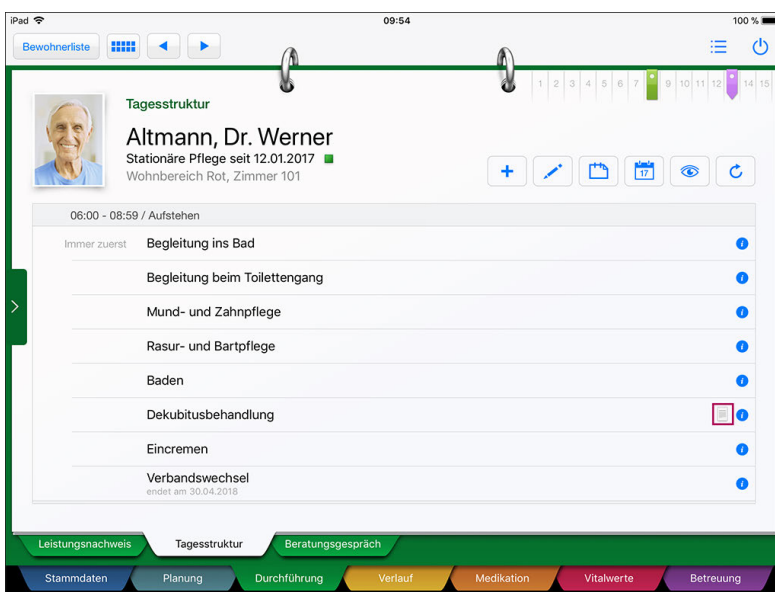 iPad 09:54 100 %
Bewohnerliste
1 2 3 4 5 6 7 9 10 11 12 14 15
Tagesstruktur
Altmann, Dr. Werner
Stationäre Pflege seit 12.01.2017
Wohnbereich Rot, Zimmer 101
17
06:00 - 08:59 / Aufstehen
Immer zuerst Begleitung ins Bad
Begleitung beim Toilettengang
Mund- und Zahnpflege
Rasur- und Bartpflege
Baden
Dekubitusbehandlung
Eincremen
Verbandswechsel
endet am 30.04.2018
Leistungsnachweis Tagesstruktur Beratungsgespräch
Stammdaten Planung Durchführung Verlauf Medikation Vitalwerte Betreuung